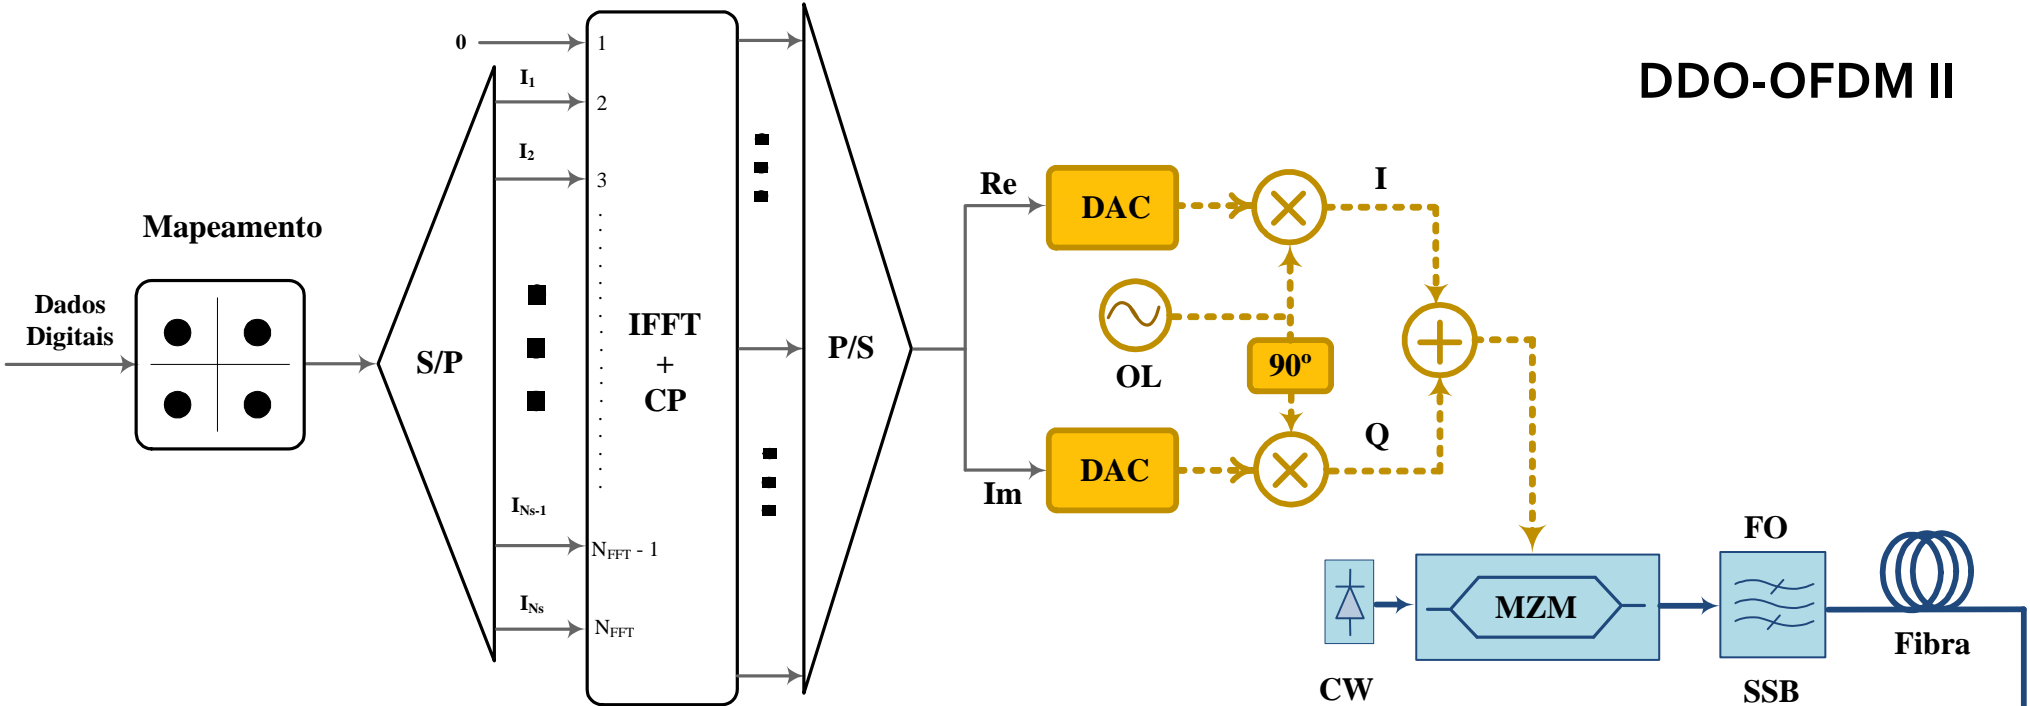 DDO-OFDM II
0
1
I1
2
I2
3
Mapeamento
Dados
Digitais
S/P
IFFT
+
CP
P/S
INs-1
NFFT - 1
INs
NFFT
Re
DAC
I
OL
90º
Im
DAC
Q
CW
MZM
FO
SSB
Fibra